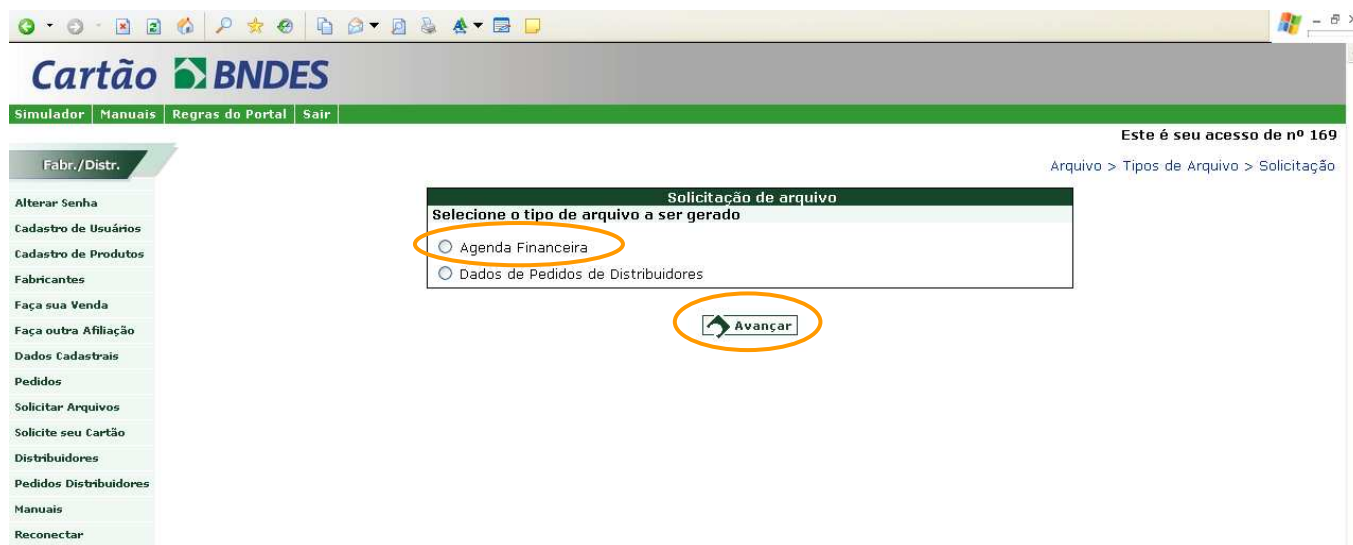 Cartão BNDES
Simulador Manuais Regras do Portal Sair
Este é seu acesso de nº 169
Fabr./Distr.
Arquivo > Tipos de Arquivo > Solicitação
Alterar Senha
Cadastro de Usuários
Cadastro de Produtos
Fabricantes
Faça sua Venda
Faça outra Afiliação
Dados Cadastrais
Pedidos
Solicitar Arquivos
Solicite seu Cartão
Distribuidores
Pedidos Distribuidores
Manuais
Reconectar
Solicitação de arquivo
Selecione o tipo de arquivo a ser gerado
Agenda Financeira
Dados de Pedidos de Distribuidores
Avançar